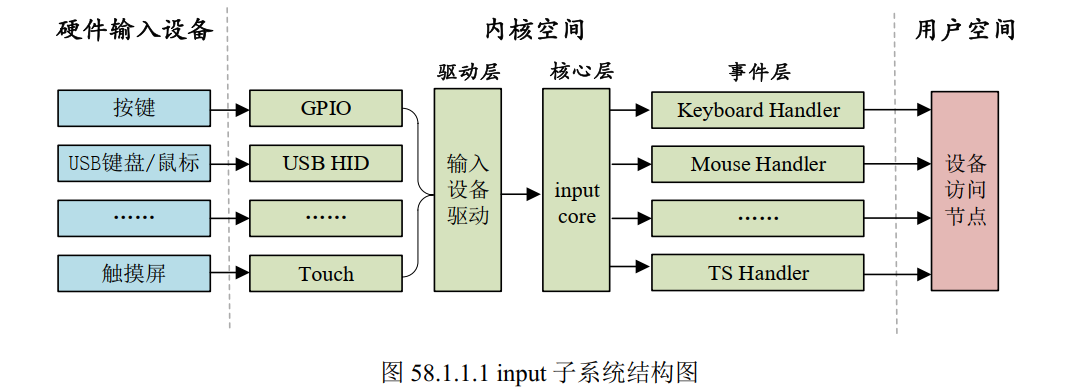 硬件输入设备
内核空间
用户空间
驱动层
核心层
事件层
按键
GPIO
Keyboard Handler
USB键盘/鼠标
USB HID
Mouse Handler
输入
设备
驱动
input
core
设备
访问
节点
······
······
······
触摸屏
Touch
TS Handler
图 58.1.1.1 input 子系统结构图